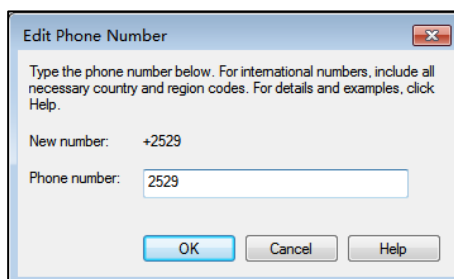 Edit Phone Number
Type the phone number below. For international numbers, include all
necessary country and region codes. For details and examples, click
Help.
New number: +2529
Phone number: 2529
OK Cancel Help